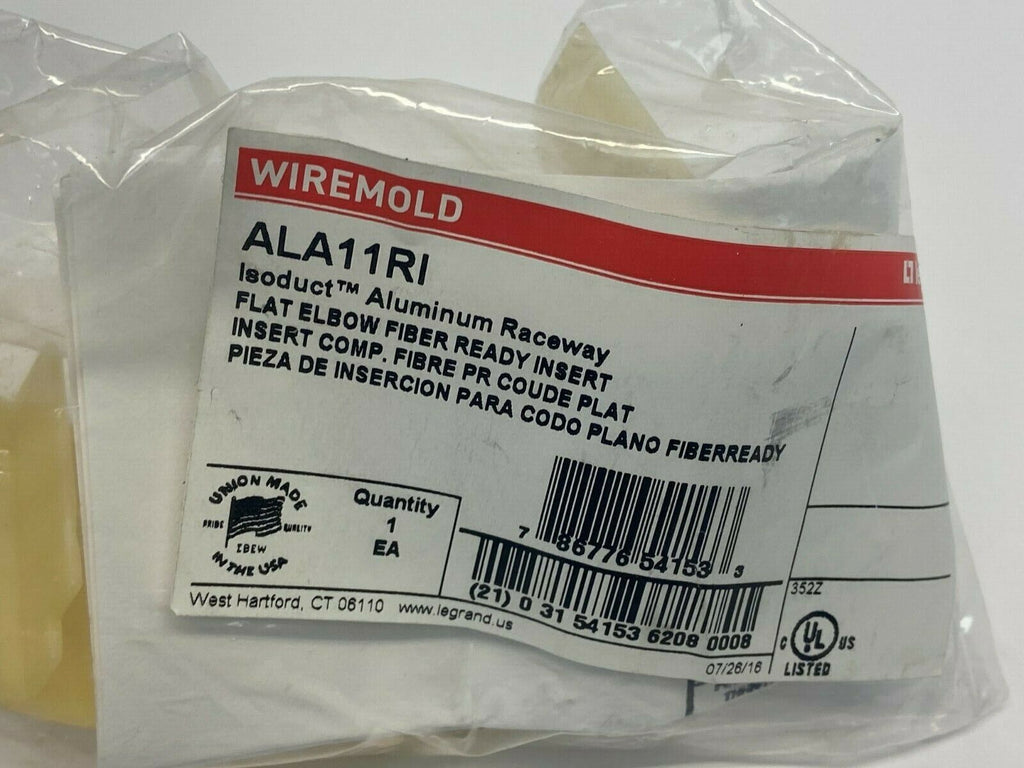 WIREMOLD
ALA11RI
Isoduct™ Aluminum Raceway
FLAT ELBOW FIBER READY INSERT
INSERT COMP. FIBRE PR COUDE PLAT
PIEZA DE INSERCION PARA CODO PLANO FIBERREADY
UNION MADE
PRIDE QUALITY
IBEW
IN THE USA
Quantity
1
EA
7 86776 54153 3
(21) 0 31 54153 6208 0008
352Z
West Hartford, CT 06110 www.legrand.us
07/26/16
C UL US
LISTED